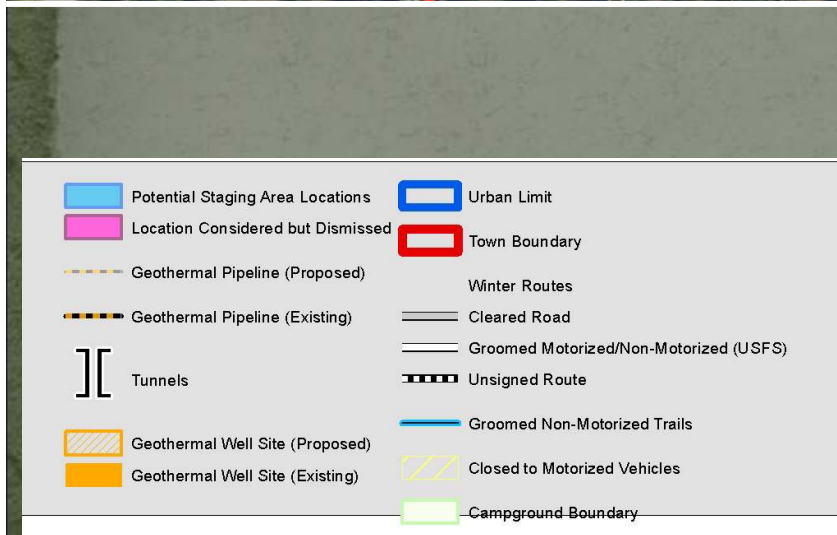 Potential Staging Area Locations
Location Considered but Dismissed
Geothermal Pipeline (Proposed)
Geothermal Pipeline (Existing)
Tunnels
Geothermal Well Site (Proposed)
Geothermal Well Site (Existing)
Urban Limit
Town Boundary
Winter Routes
Cleared Road
Groomed Motorized/Non-Motorized (USFS)
Unsigned Route
Groomed Non-Motorized Trails
Closed to Motorized Vehicles
Campground Boundary